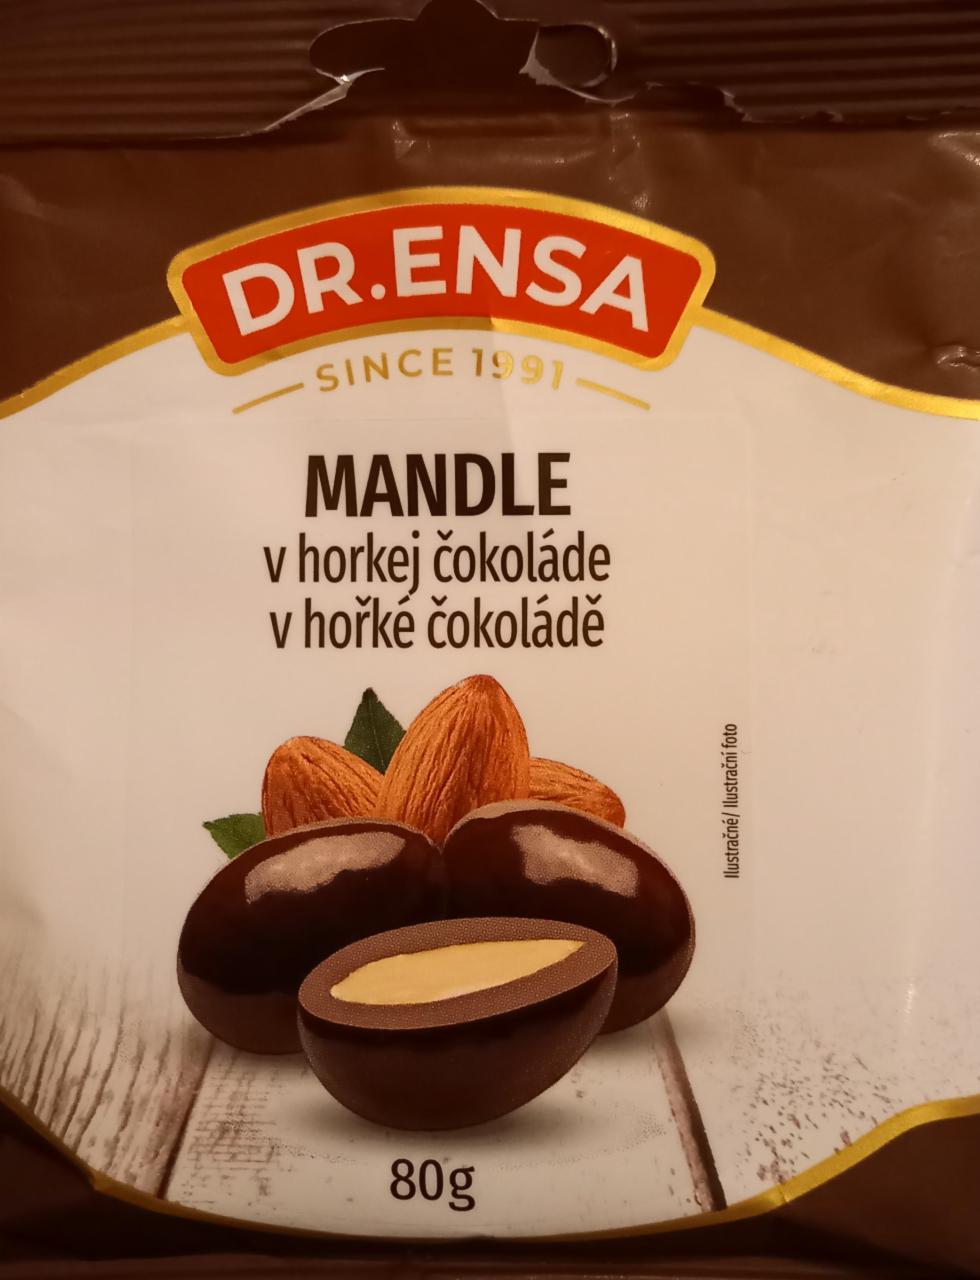 DR.ENSA
SINCE 1991
MANDLE
v horkej čokoláde
v hořké čokoládě
Ilustračné/ Ilustrační foto
80g